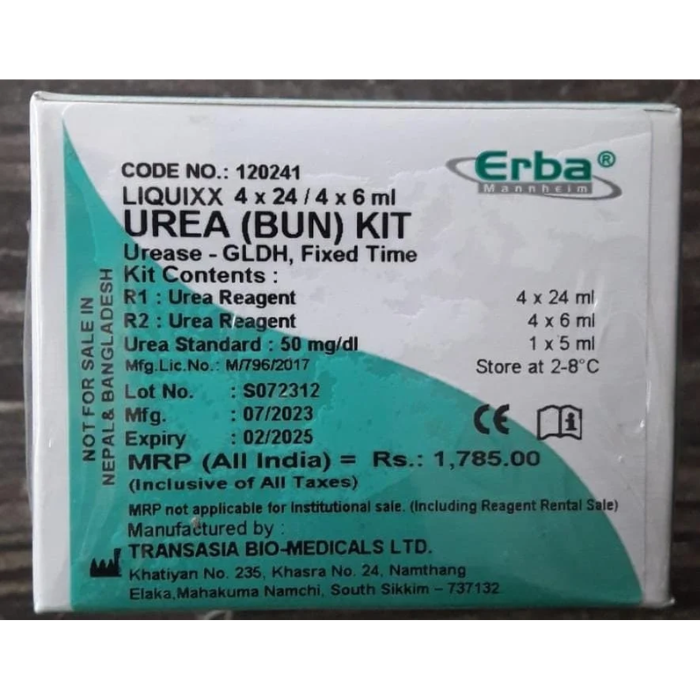 Erba®
Mannheim
CODE NO.: 120241
LIQUIXX 4 x 24 / 4 x 6 ml
UREA (BUN) KIT
Urease - GLDH, Fixed Time
Kit Contents :
R1 : Urea Reagent 4 x 24 ml
R2 : Urea Reagent 4 x 6 ml
Urea Standard : 50 mg/dl 1 x 5 ml
Mfg.Lic.No.: M/796/2017 Store at 2-8°C
Lot No. : S072312
Mfg. : 07/2023
Expiry : 02/2025
MRP (All India) = Rs.: 1,785.00
(Inclusive of All Taxes)
MRP not applicable for Institutional sale. (Including Reagent Rental Sale)
Manufactured by :
TRANSASIA BIO-MEDICALS LTD.
Khatiyan No. 235, Khasra No. 24, Namthang
Elaka,Mahakuma Namchi, South Sikkim – 737132
NOT FOR SALE IN
NEPAL & BANGLADESH
CE